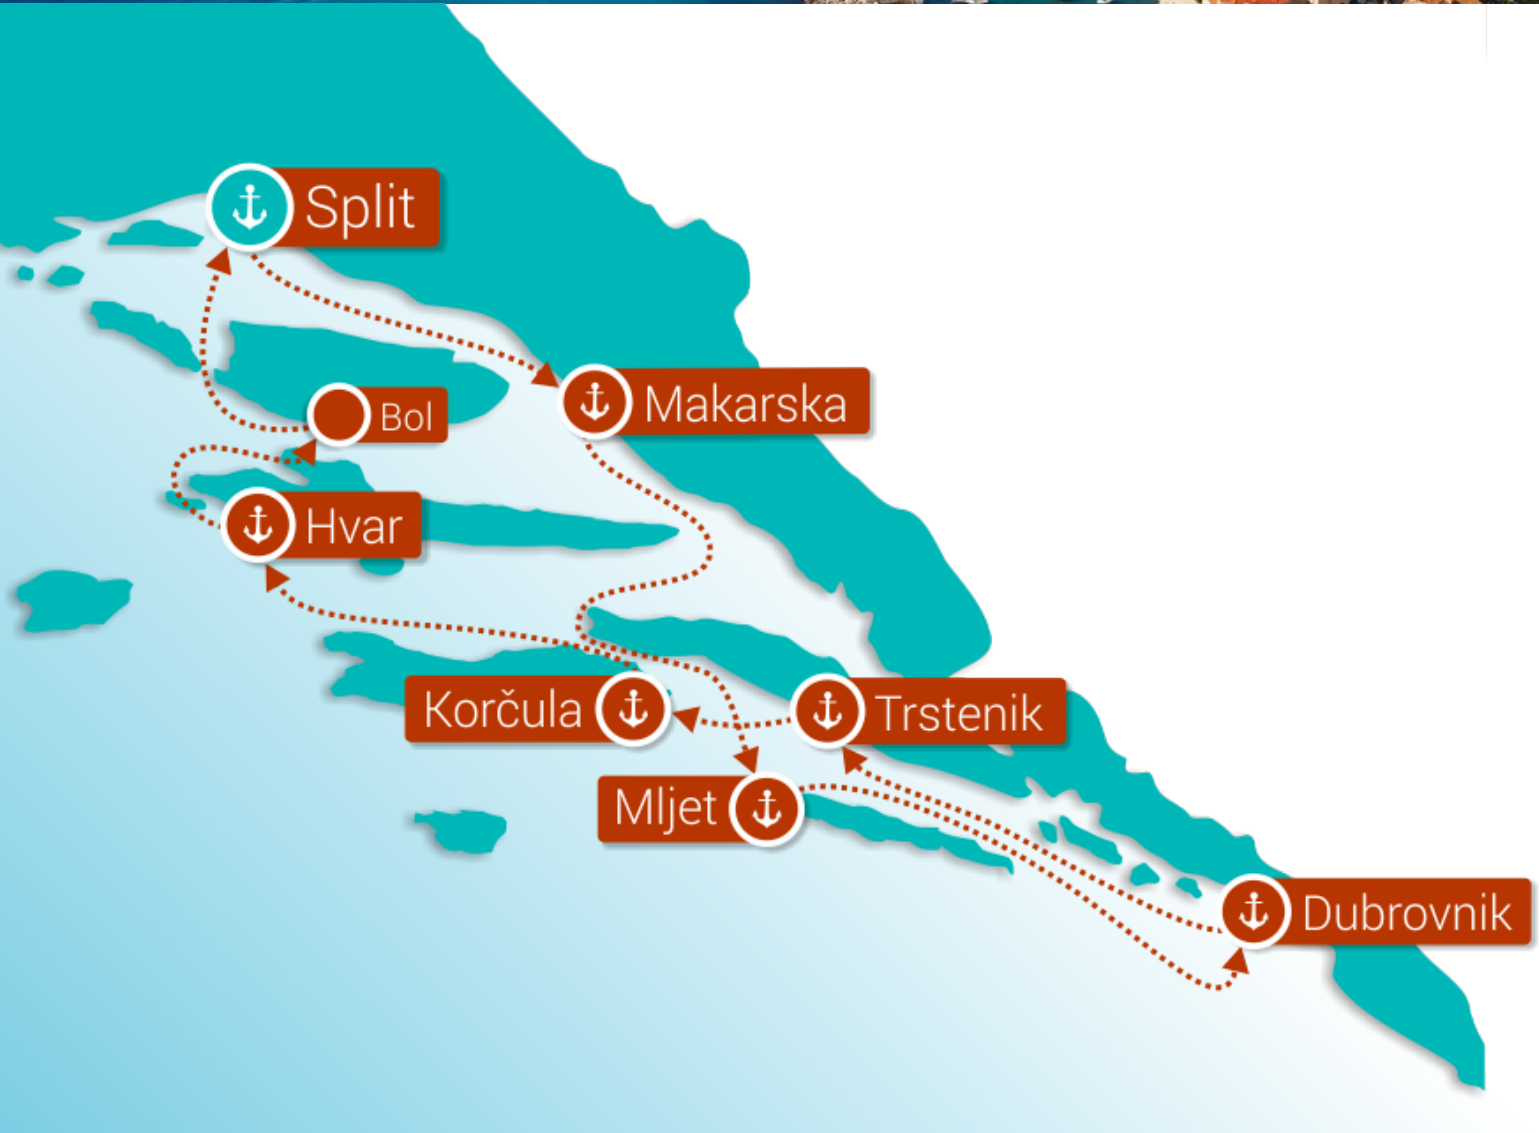 Split
Makarska
Bol
Hvar
Korčula
Trstenik
Mljet
Dubrovnik